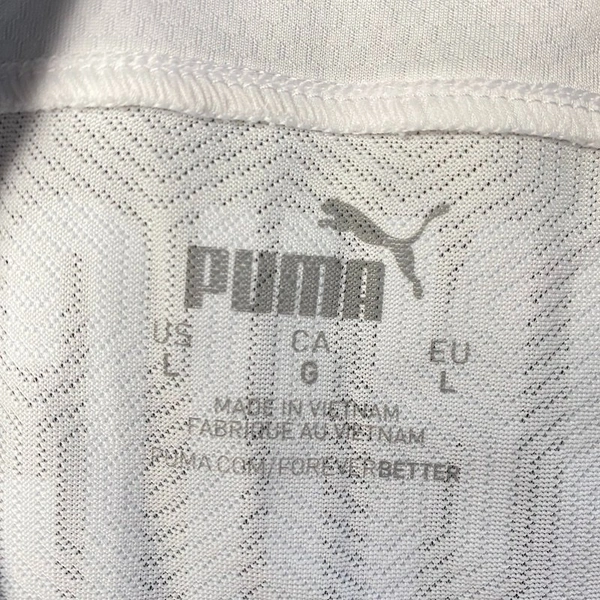 PUMA
US CA EU
L G L
MADE IN VIETNAM
FABRIQUE AU VIETNAM
PUMA.COM/FOREVERBETTER